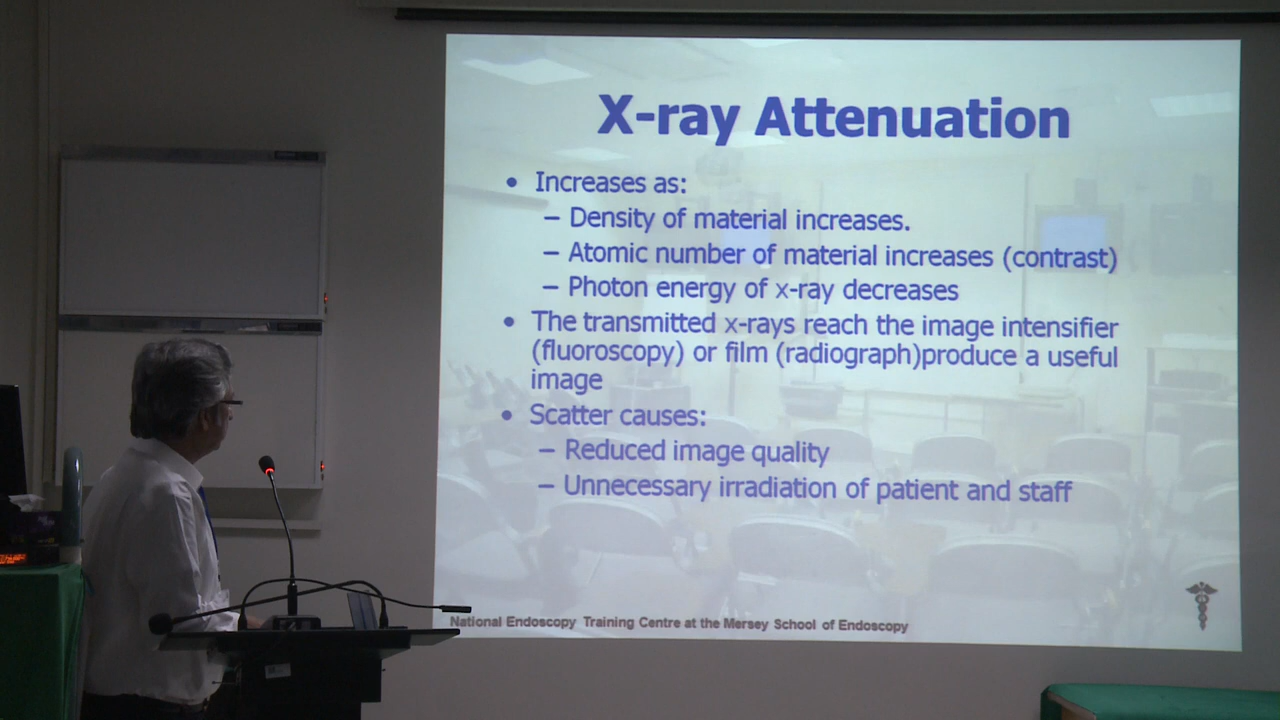 X-ray Attenuation
• Increases as:
– Density of material increases.
– Atomic number of material increases (contrast)
– Photon energy of x-ray decreases
• The transmitted x-rays reach the image intensifier
(fluoroscopy) or film (radiograph)produce a useful
image
• Scatter causes:
– Reduced image quality
– Unnecessary irradiation of patient and staff
National Endoscopy Training Centre at the Mersey School of Endoscopy